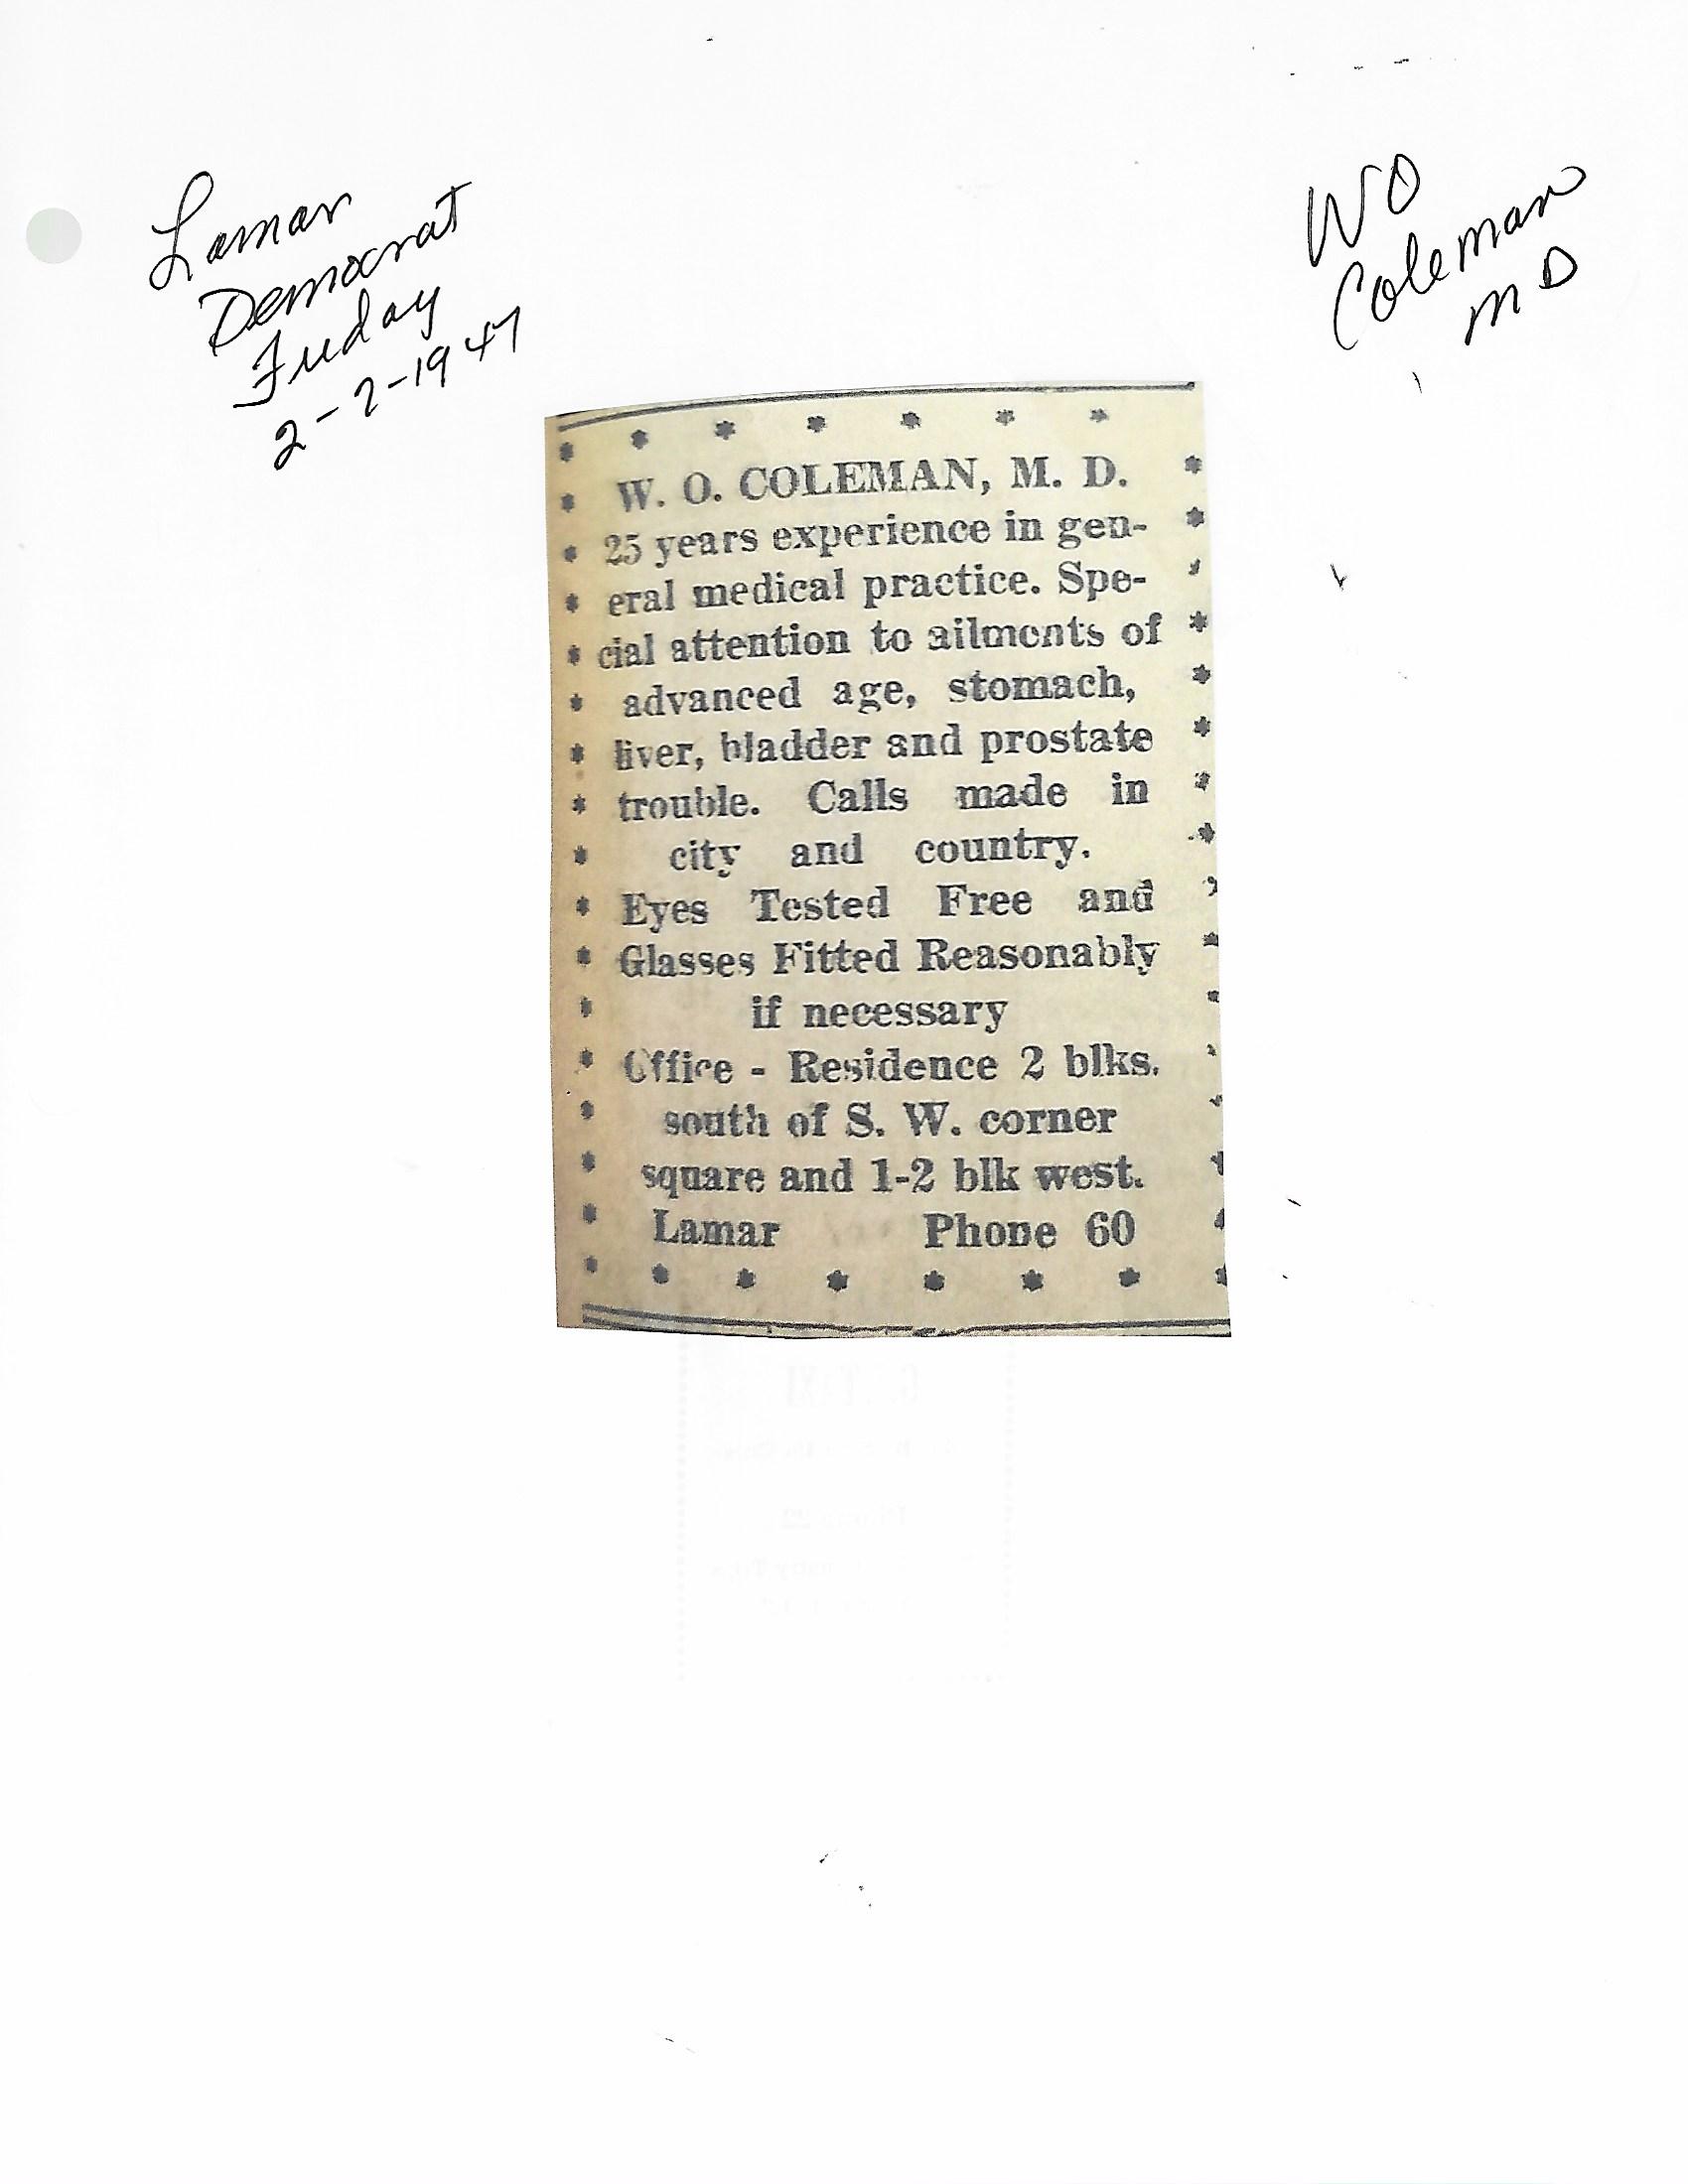 Lamar
Democrat
Friday
2-2-1947
WO
Coleman
MD
W. O. COLEMAN, M. D.
25 years experience in gen-
eral medical practice. Spe-
cial attention to ailments of
advanced age, stomach,
liver, bladder and prostate
trouble. Calls made in
city and country.
Eyes Tested Free and
Glasses Fitted Reasonably
if necessary
Office - Residence 2 blks.
south of S. W. corner
square and 1-2 blk west.
Lamar Phone 60